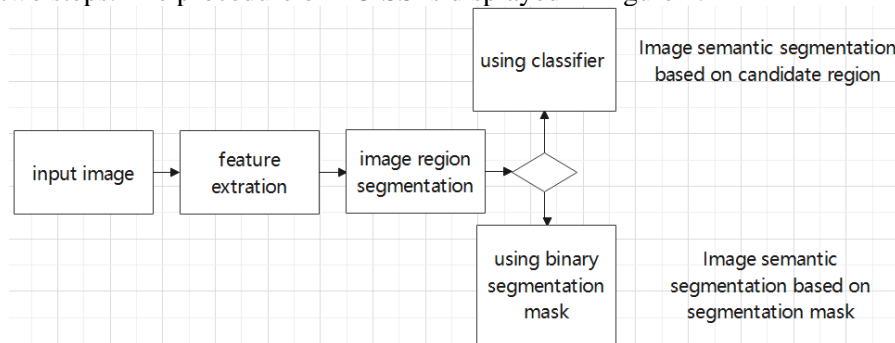 using classifier
Image semantic segmentation
based on candidate region
input image
feature
extration
image region
segmentation
using binary
segmentation
mask
Image semantic
segmentation based on
segmentation mask